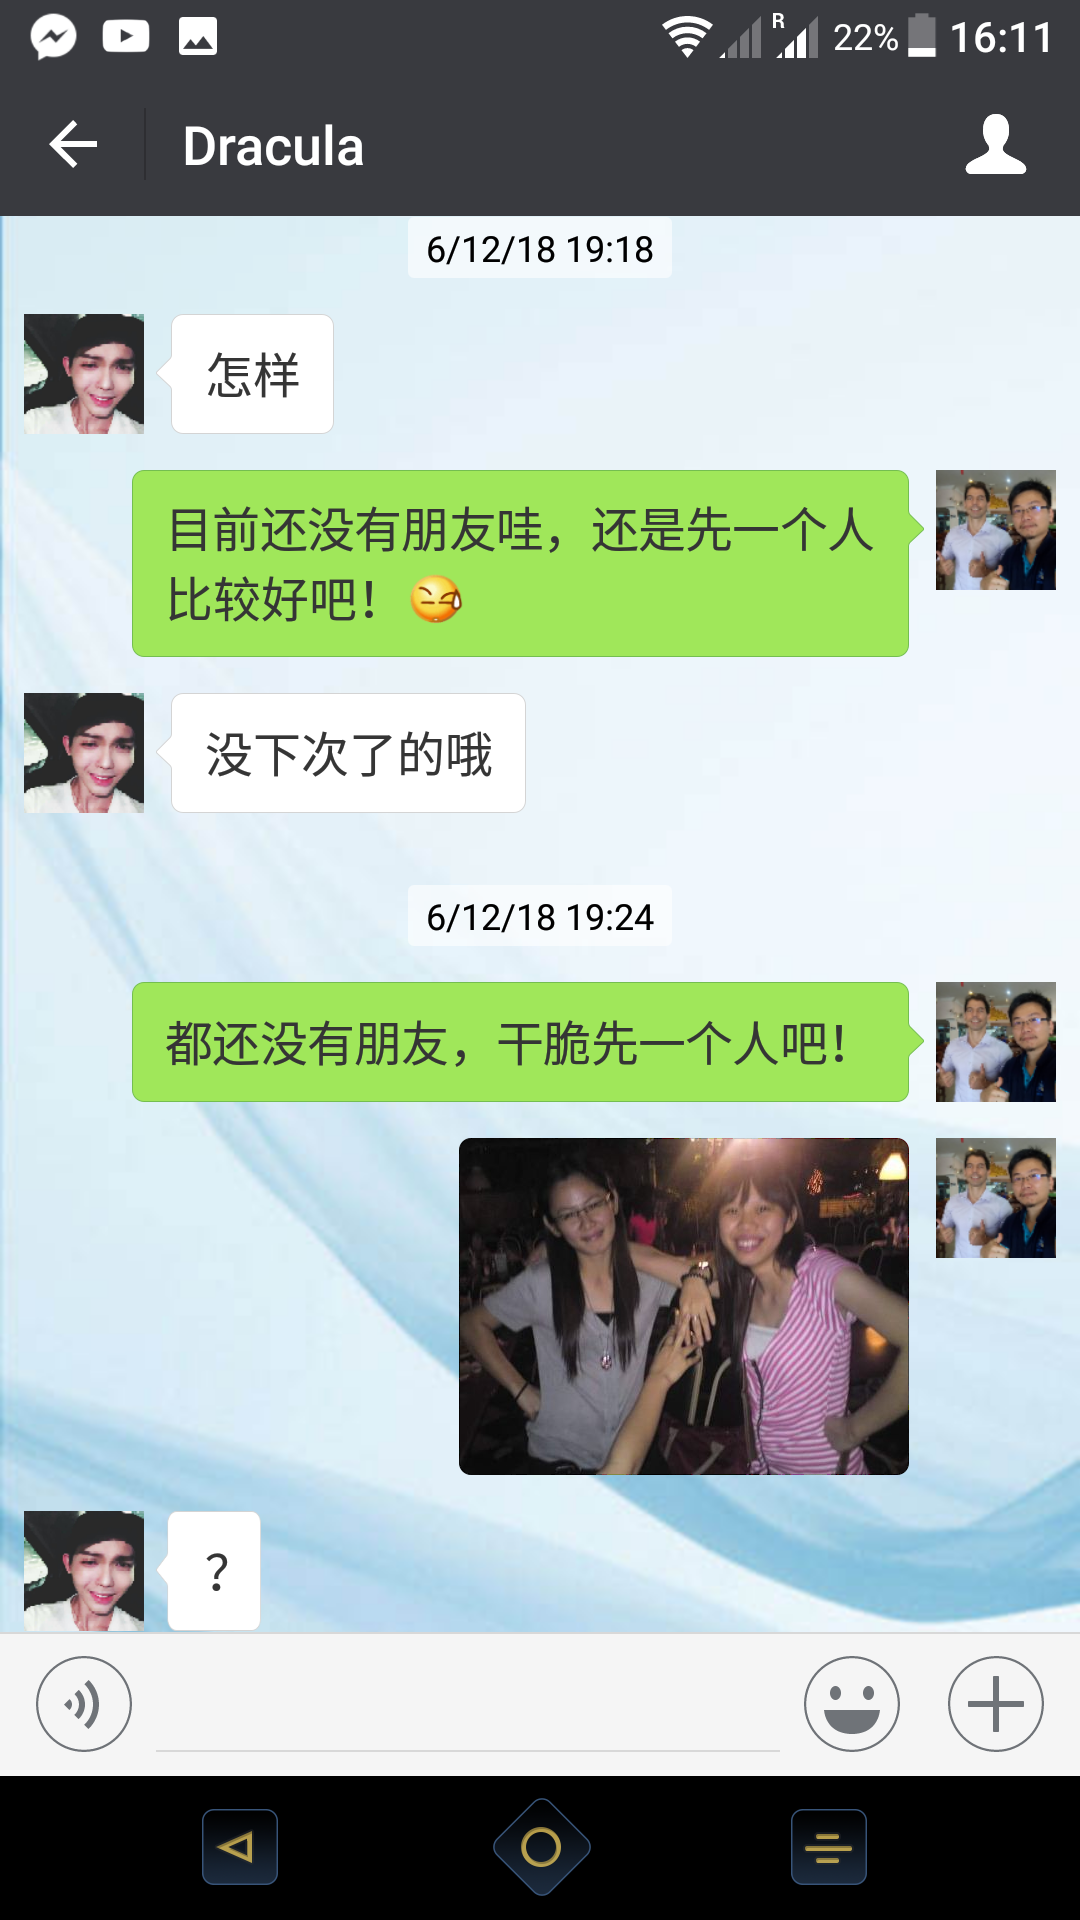 R 22% 16:11
Dracula
6/12/18 19:18
怎样
目前还没有朋友哇，还是先一个人
比较好吧！
没下次了的哦
6/12/18 19:24
都还没有朋友，干脆先一个人吧！
？